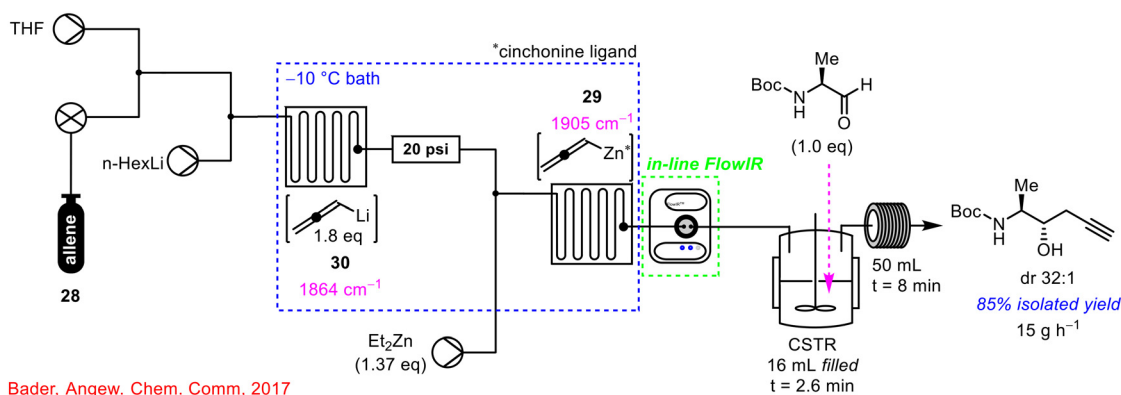 THF
*cinchonine ligand
−10 °C bath
29
1905 cm⁻¹
Zn*
n-HexLi
20 psi
in-line FlowIR
Li
1.8 eq
30
1864 cm⁻¹
allene
28
Et₂Zn
(1.37 eq)
Me
BocN
H
H
O
(1.0 eq)
CSTR
16 mL filled
t = 2.6 min
50 mL
t = 8 min
Me
BocN
H
OH
dr 32:1
85% isolated yield
15 g h⁻¹
Bader. Angew. Chem. Comm. 2017